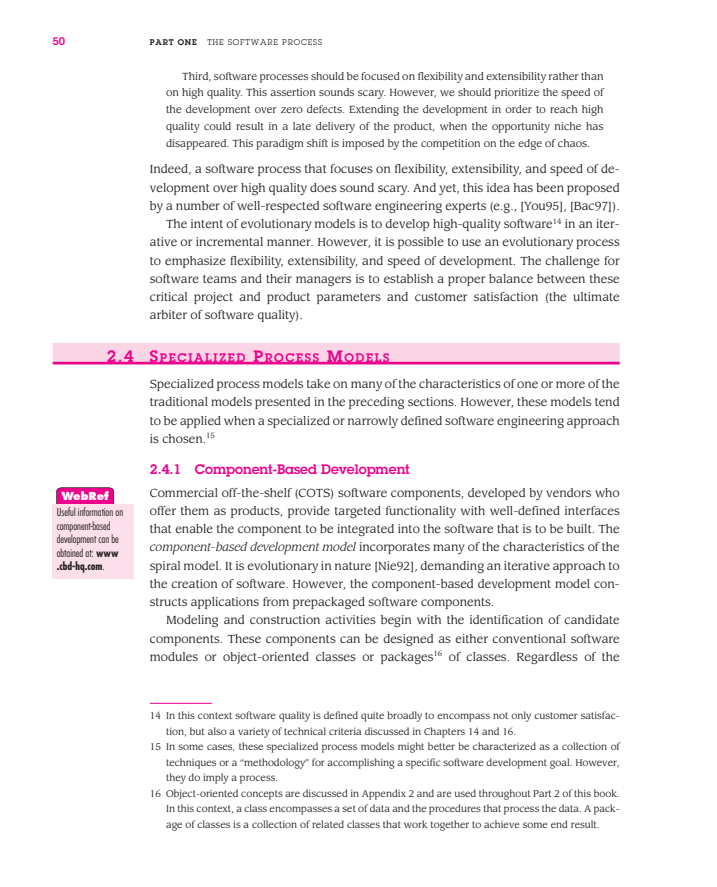 50
PART ONE THE SOFTWARE PROCESS
Third, software processes should be focused on flexibility and extensibility rather than
on high quality. This assertion sounds scary. However, we should prioritize the speed of
the development over zero defects. Extending the development in order to reach high
quality could result in a late delivery of the product, when the opportunity niche has
disappeared. This paradigm shift is imposed by the competition on the edge of chaos.
Indeed, a software process that focuses on flexibility, extensibility, and speed of de-
velopment over high quality does sound scary. And yet, this idea has been proposed
by a number of well-respected software engineering experts (e.g., [You95], [Bac97]).
The intent of evolutionary models is to develop high-quality software14 in an iter-
ative or incremental manner. However, it is possible to use an evolutionary process
to emphasize flexibility, extensibility, and speed of development. The challenge for
software teams and their managers is to establish a proper balance between these
critical project and product parameters and customer satisfaction (the ultimate
arbiter of software quality).
2.4 SPECIALIZED PROCESS MODELS
Specialized process models take on many of the characteristics of one or more of the
traditional models presented in the preceding sections. However, these models tend
to be applied when a specialized or narrowly defined software engineering approach
is chosen.15
2.4.1 Component-Based Development
WebRef
Useful information on
component-based
development can be
obtained at: www
.cbd-hq.com.
Commercial off-the-shelf (COTS) software components, developed by vendors who
offer them as products, provide targeted functionality with well-defined interfaces
that enable the component to be integrated into the software that is to be built. The
component-based development model incorporates many of the characteristics of the
spiral model. It is evolutionary in nature [Nie92], demanding an iterative approach to
the creation of software. However, the component-based development model con-
structs applications from prepackaged software components.
Modeling and construction activities begin with the identification of candidate
components. These components can be designed as either conventional software
modules or object-oriented classes or packages16 of classes. Regardless of the
14 In this context software quality is defined quite broadly to encompass not only customer satisfac-
tion, but also a variety of technical criteria discussed in Chapters 14 and 16.
15 In some cases, these specialized process models might better be characterized as a collection of
techniques or a “methodology” for accomplishing a specific software development goal. However,
they do imply a process.
16 Object-oriented concepts are discussed in Appendix 2 and are used throughout Part 2 of this book.
In this context, a class encompasses a set of data and the procedures that process the data. A pack-
age of classes is a collection of related classes that work together to achieve some end result.